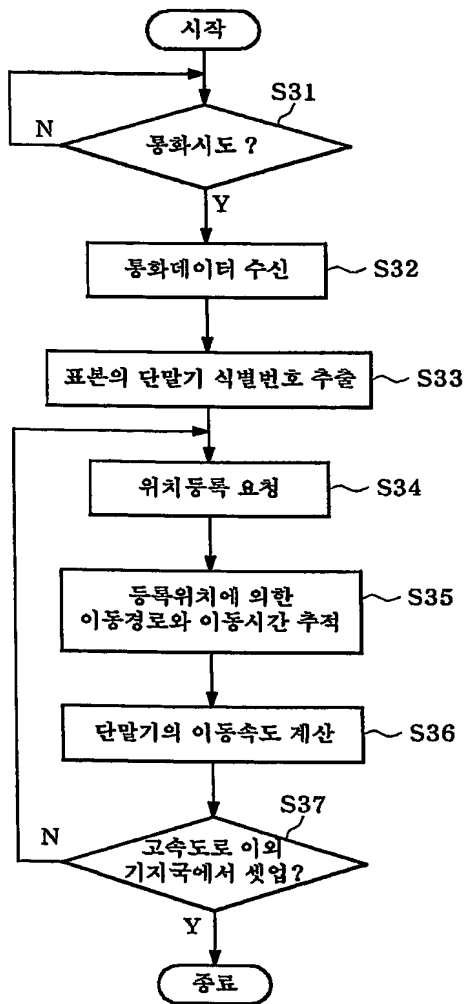 시작
S31
N
통화시도 ?
Y
통화데이터 수신
S32
표본의 단말기 식별번호 추출
S33
위치등록 요청
S34
등록위치에 의한
이동경로와 이동시간 추적
S35
단말기의 이동속도 계산
S36
S37
N
고속도로 이외
기지국에서 셋업?
Y
종료